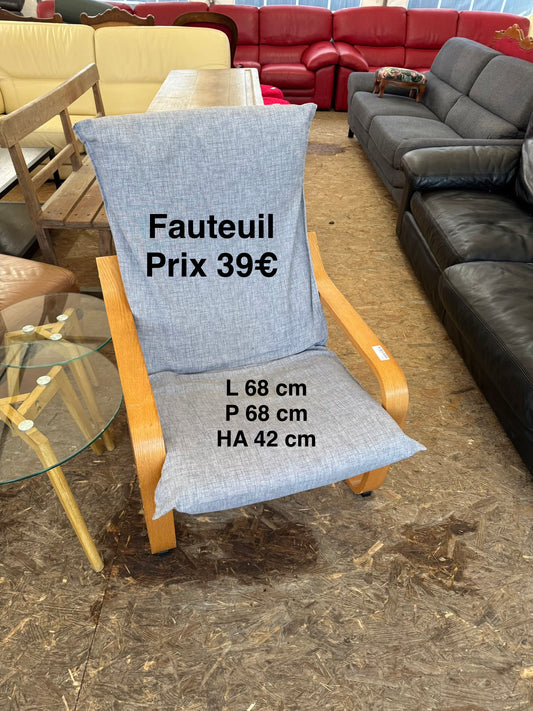 Fauteuil
Prix 39€
L 68 cm
P 68 cm
HA 42 cm